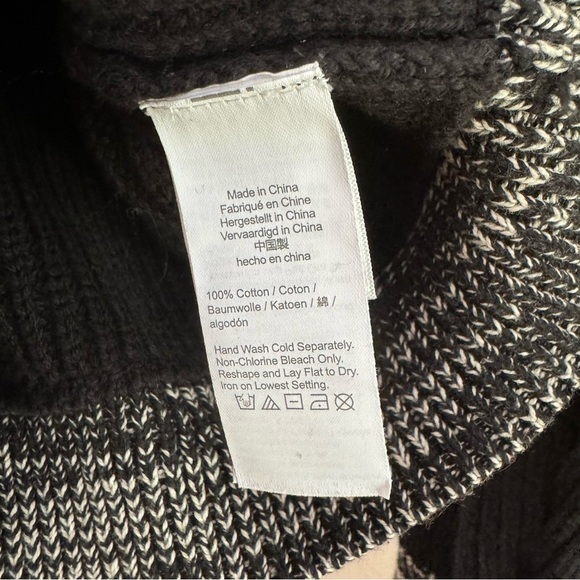 Made in China
Fabriqué en Chine
Hergestellt in China
Vervaardigd in China
中国製
hecho en china
100% Cotton / Coton /
Baumwolle / Katoen / 綿 /
algodón
Hand Wash Cold Separately.
Non-Chlorine Bleach Only.
Reshape and Lay Flat to Dry.
Iron on Lowest Setting.